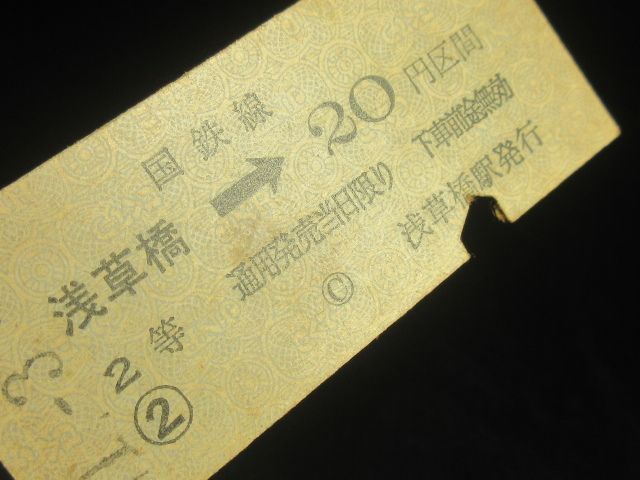 国鉄線
浅草橋 → 20円区間
通用発売当日限り 下車前途無効
2等 ◎ 浅草橋駅発行
②
3